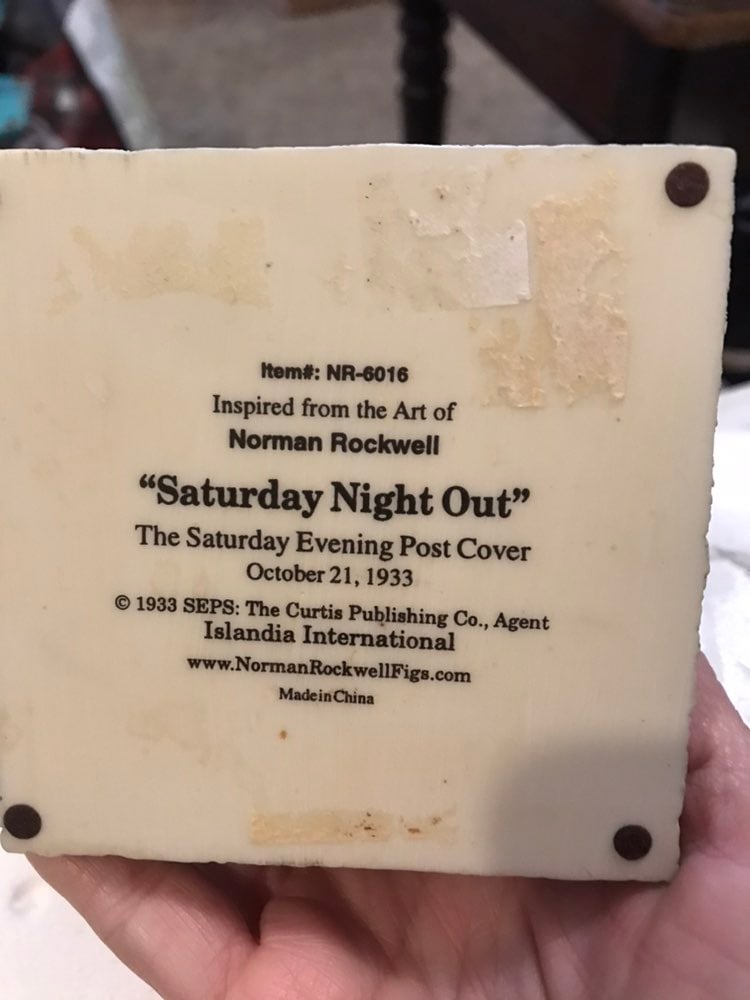 Item#: NR-6016
Inspired from the Art of
Norman Rockwell
“Saturday Night Out”
The Saturday Evening Post Cover
October 21, 1933
© 1933 SEPS: The Curtis Publishing Co., Agent
Islandia International
www.NormanRockwellFigs.com
Made in China